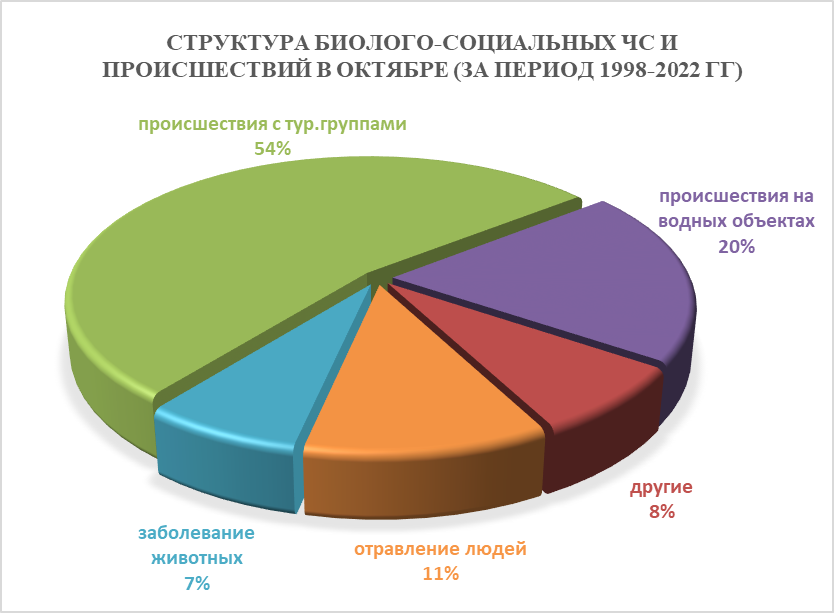 СТРУКТУРА БИОЛОГО-СОЦИАЛЬНЫХ ЧС И
ПРОИСШЕСТВИЙ В ОКТЯБРЕ (ЗА ПЕРИОД 1998-2022 ГГ)
происшествия с тур.группами
54%
происшествия на
водных объектах
20%
другие
8%
отравление людей
11%
заболевание
животных
7%